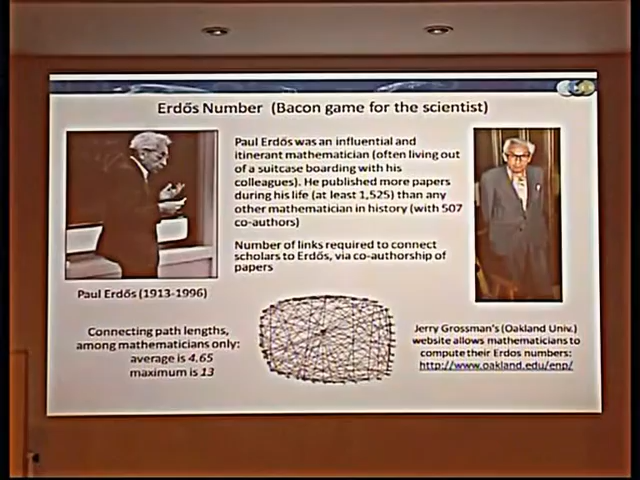 Erdős Number (Bacon game for the scientist)
Paul Erdős was an influential and
itinerant mathematician (often living out
of a suitcase boarding with his
colleagues). He published more papers
during his life (at least 1,525) than any
other mathematician in history (with 507
co-authors)
Number of links required to connect
scholars to Erdős, via co-authorship of
papers
Paul Erdős (1913-1996)
Connecting path lengths,
among mathematicians only:
average is 4.65
maximum is 13
Jerry Grossman's (Oakland Univ.)
website allows mathematicians to
compute their Erdos numbers:
http://www.oakland.edu/enp/